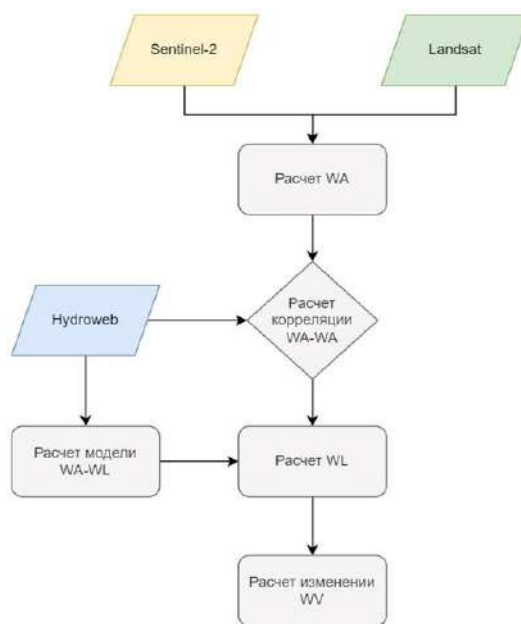 Sentinel-2
Landsat
Расчет WA
Расчет
корреляции
WA-WA
Hydroweb
Расчет модели
WA-WL
Расчет WL
Расчет изменении
WV